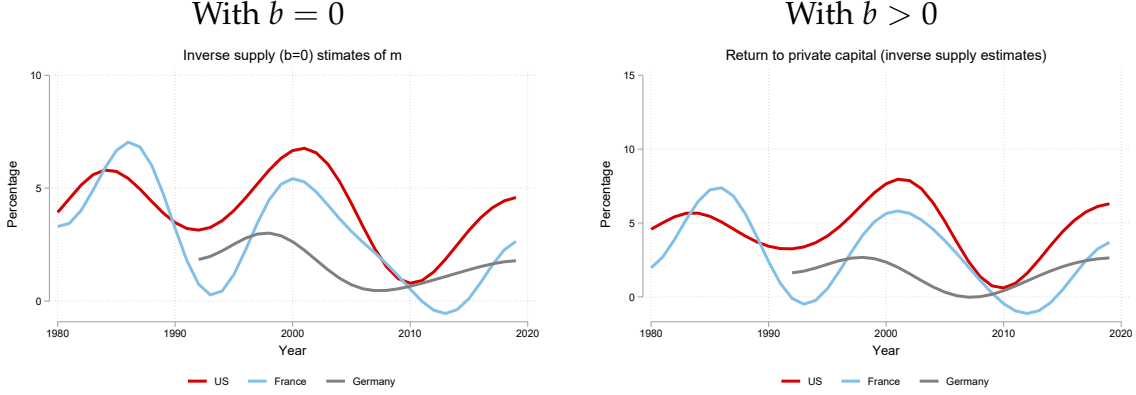 With b = 0
Inverse supply (b=0) stimates of m
10
5
0
Percentage
1980
1990
2000
2010
2020
Year
US
France
Germany
With b > 0
Return to private capital (inverse supply estimates)
15
10
5
0
Percentage
1980
1990
2000
2010
2020
Year
US
France
Germany